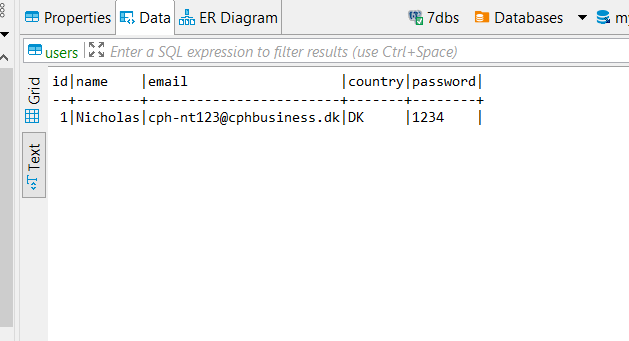 Properties Data ER Diagram 7dbs Databases
users Enter a SQL expression to filter results (use Ctrl+Space)
Grid
Text
id|name |email |country|password|
--+--------+------------------------+-------+--------+
1|Nicholas|cph-nt123@cphbusiness.dk|DK |1234 |